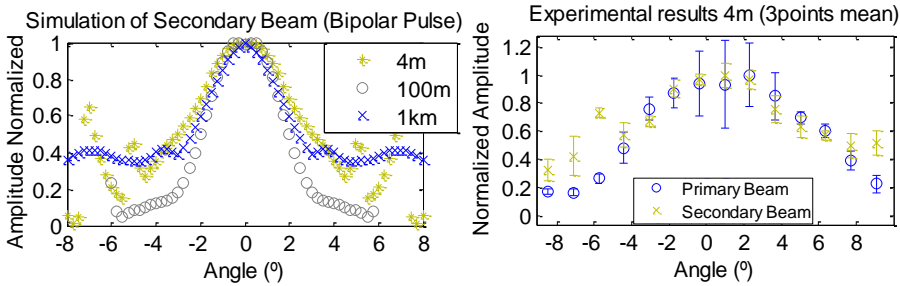 Simulation of Secondary Beam (Bipolar Pulse)
Amplitude Normalized
1
0.8
0.6
0.4
0.2
0
-8 -6 -4 -2 0 2 4 6 8
Angle (º)
4m
100m
1km
Experimental results 4m (3points mean)
Normalized Amplitude
1.2
1
0.8
0.6
0.4
0.2
0
-8 -6 -4 -2 0 2 4 6 8
Angle (º)
Primary Beam
Secondary Beam